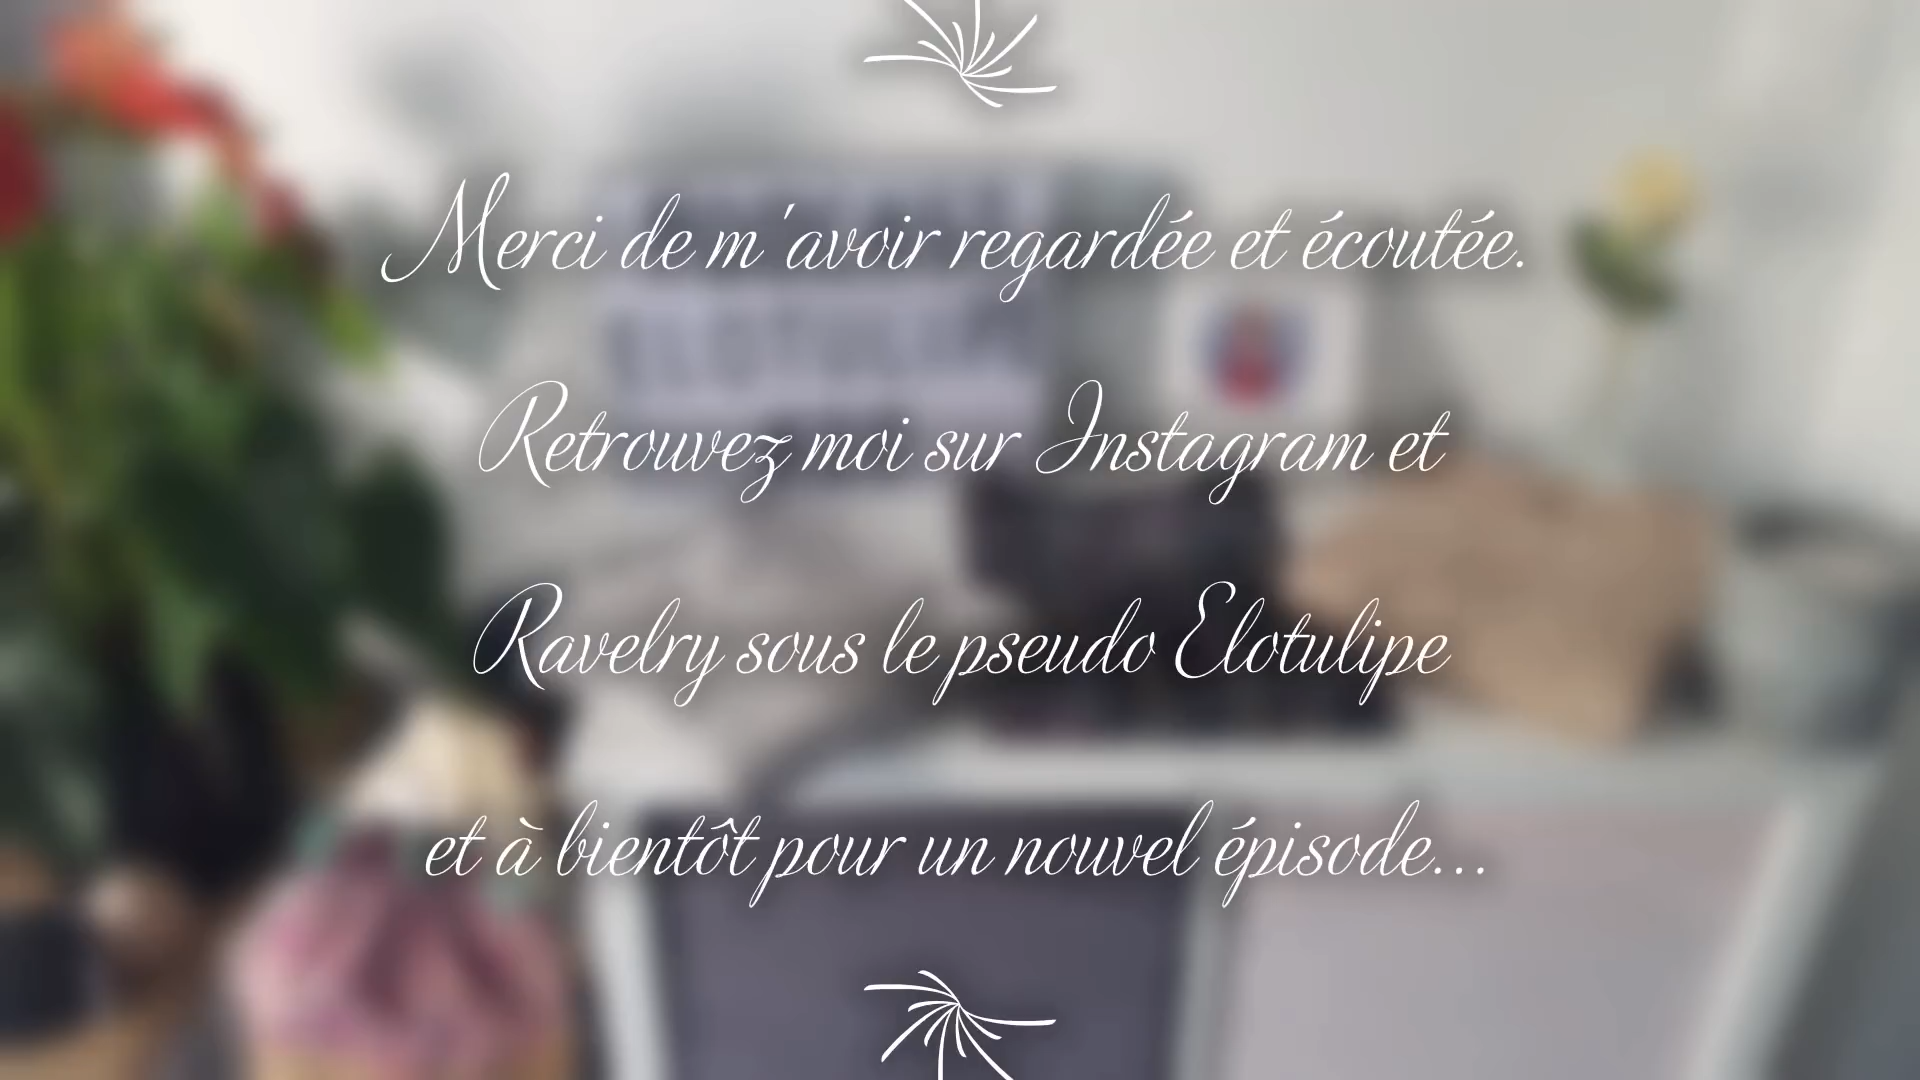 Merci de m'avoir regardée et écoutée.
Retrouvez moi sur Instagram et
Ravelry sous le pseudo Elotulipe
et à bientôt pour un nouvel épisode...